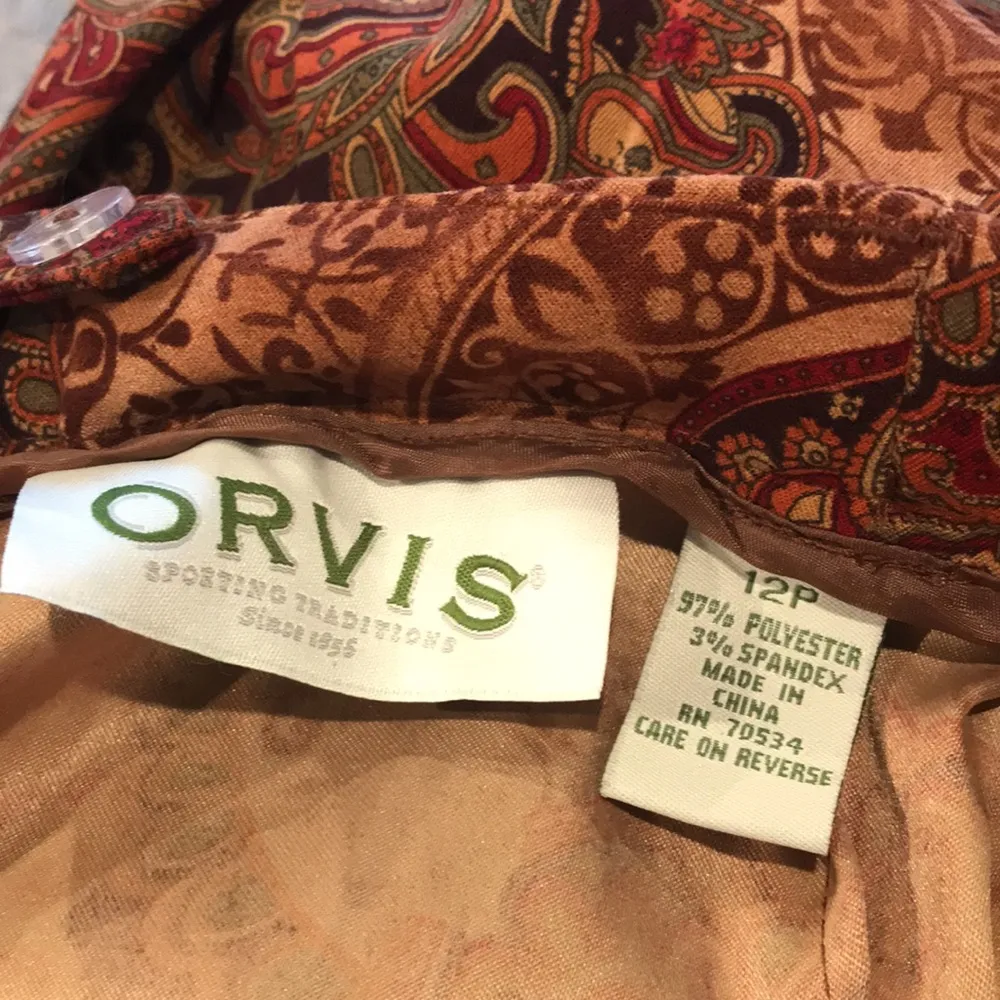 ORVIS®
SPORTING TRADITIONS
Since 1856
12P
97% POLYESTER
3% SPANDEX
MADE IN
CHINA
RN 70534
CARE ON REVERSE